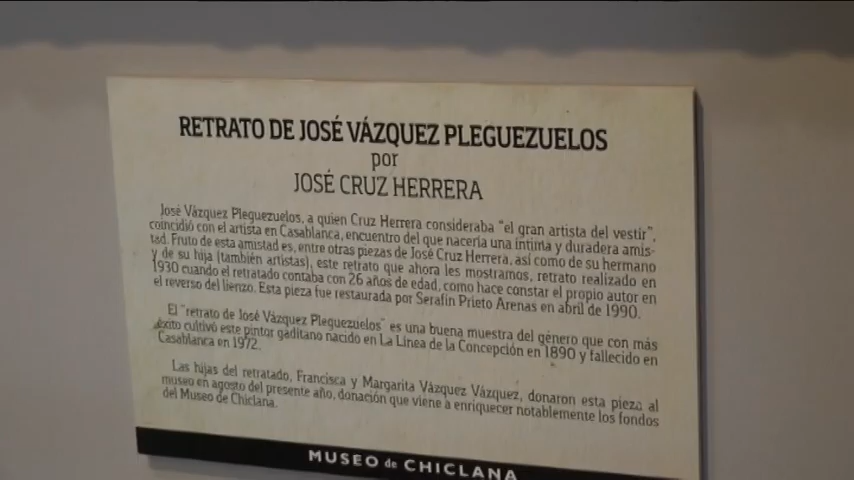 RETRATO DE JOSÉ VÁZQUEZ PLEGUEZUELOS
por
JOSÉ CRUZ HERRERA
José Vázquez Pleguezuelos, a quien Cruz Herrera consideraba "el gran artista del vestir",
coincidió con el artista en Casablanca, encuentro del que nacería una íntima y duradera amis-
tad. Fruto de esta amistad es, entre otras piezas de José Cruz Herrera, así como de su hermano
y de su hija (también artistas), este retrato que ahora les mostramos, retrato realizado en
1930 cuando el retratado contaba con 26 años de edad, como hace constar el propio autor en
el reverso del lienzo. Esta pieza fue restaurada por Serafín Prieto Arenas en abril de 1990.
El "retrato de José Vázquez Pleguezuelos" es una buena muestra del género que con más
éxito cultivó este pintor gaditano nacido en La Línea de la Concepción en 1890 y fallecido en
Casablanca en 1972.
Las hijas del retratado, Francisca y Margarita Vázquez Vázquez, donaron esta pieza al
museo en agosto del presente año, donación que viene a enriquecer notablemente los fondos
del Museo de Chiclana.
MUSEO de CHICLANA